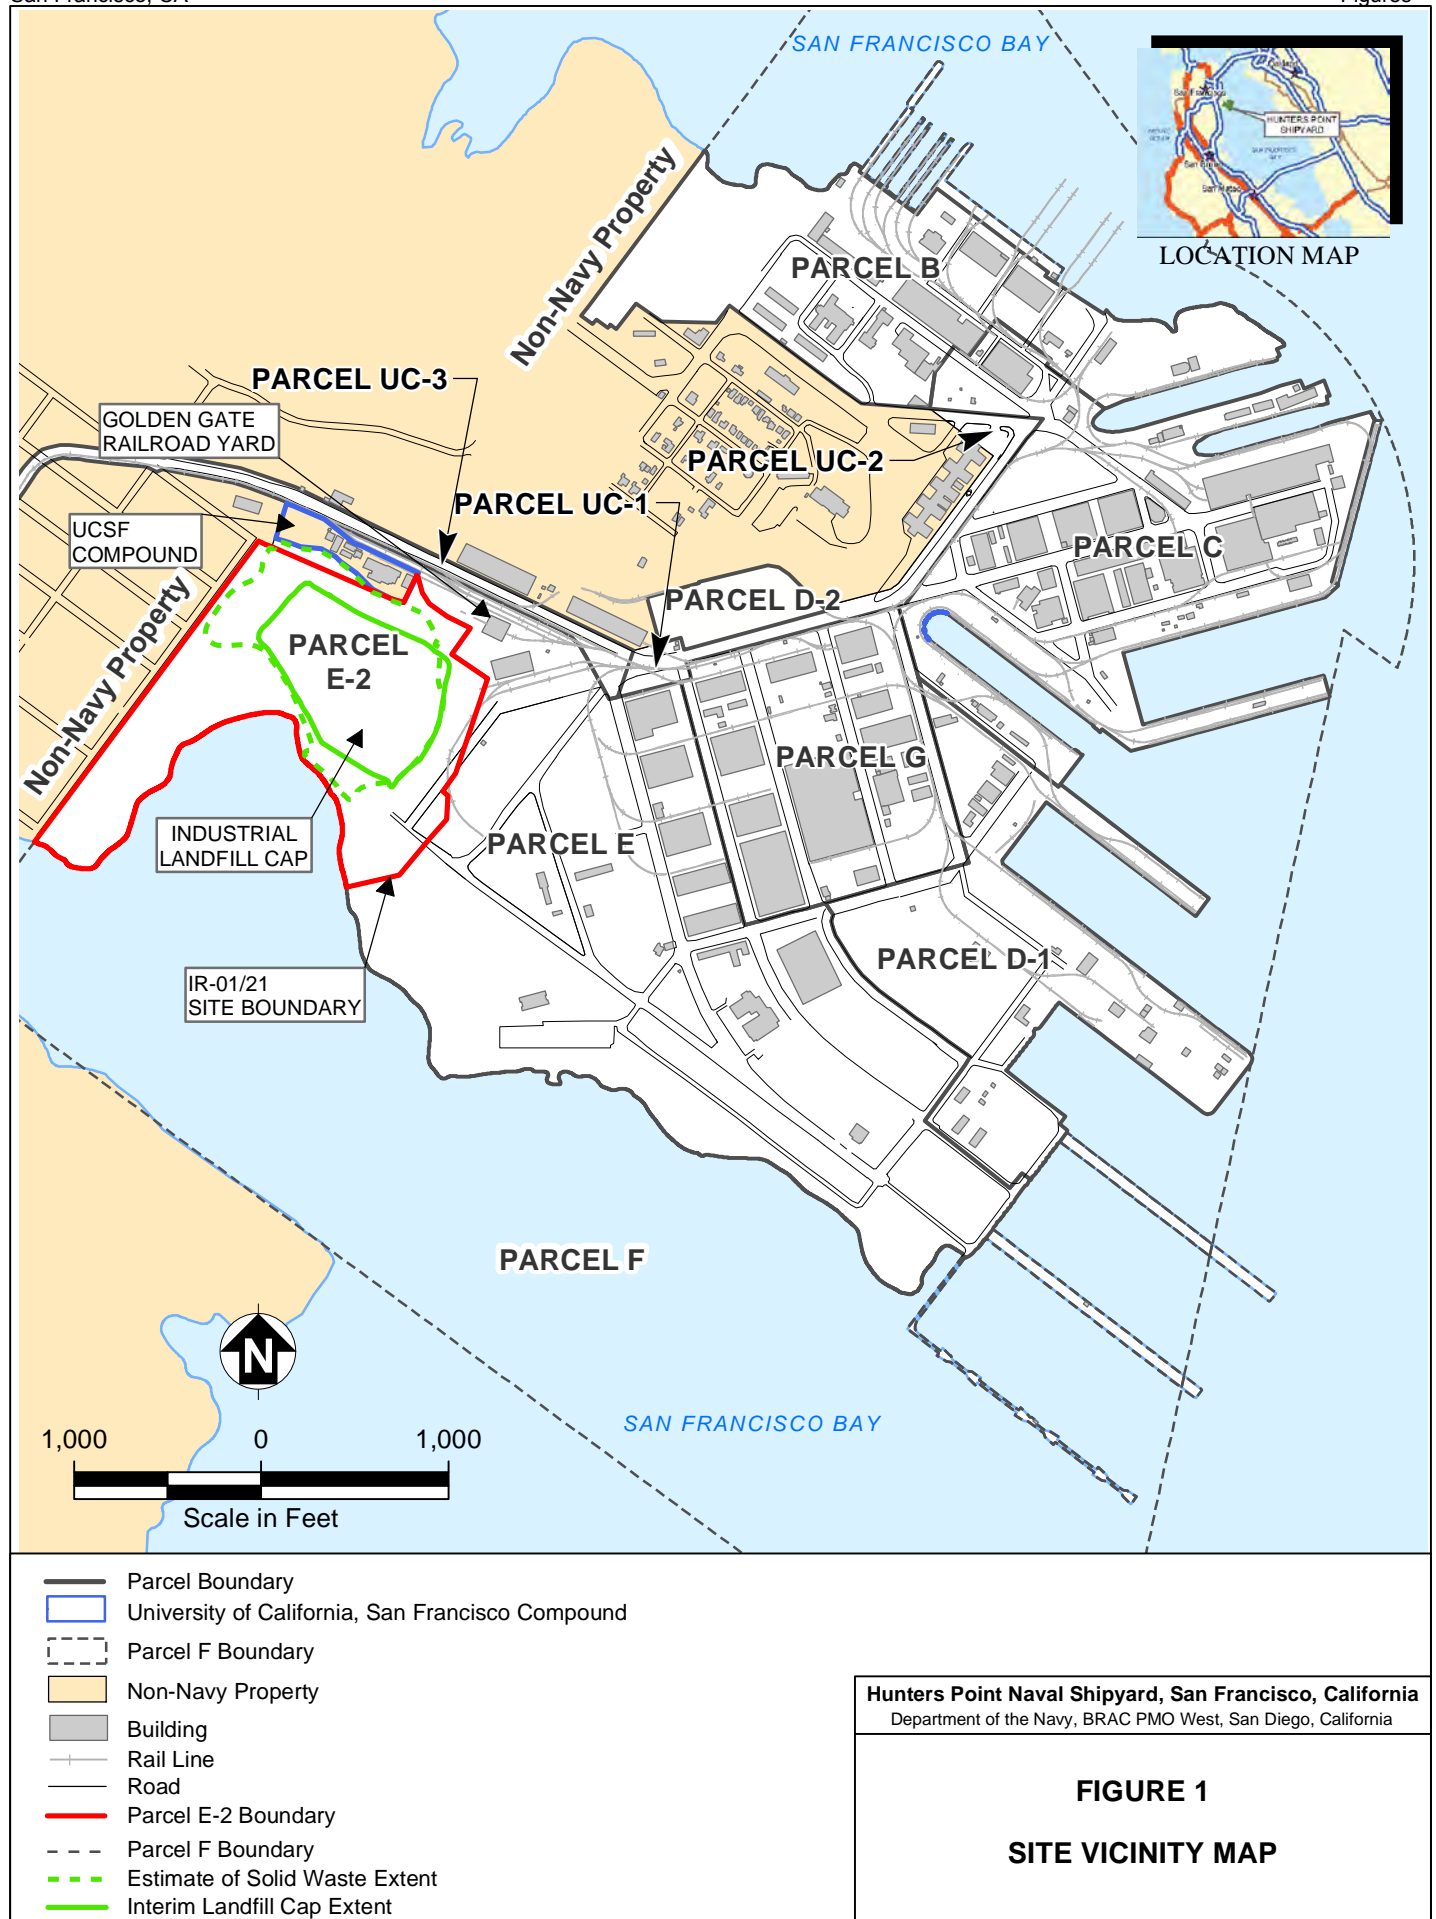 SAN FRANCISCO BAY
HUNTERS POINT
SHIPYARD
LOCATION MAP
Non-Navy Property
PARCEL B
PARCEL UC-3
GOLDEN GATE
RAILROAD YARD
PARCEL UC-2
PARCEL UC-1
UCSF
COMPOUND
PARCEL C
PARCEL D-2
PARCEL
E-2
Non-Navy Property
PARCEL G
INDUSTRIAL
LANDFILL CAP
PARCEL E
PARCEL D-1
IR-01/21
SITE BOUNDARY
PARCEL F
N
SAN FRANCISCO BAY
1,000 0 1,000
Scale in Feet
Parcel Boundary
University of California, San Francisco Compound
Parcel F Boundary
Non-Navy Property
Building
Rail Line
Road
Parcel E-2 Boundary
Parcel F Boundary
Estimate of Solid Waste Extent
Interim Landfill Cap Extent
Hunters Point Naval Shipyard, San Francisco, California
Department of the Navy, BRAC PMO West, San Diego, California
FIGURE 1
SITE VICINITY MAP